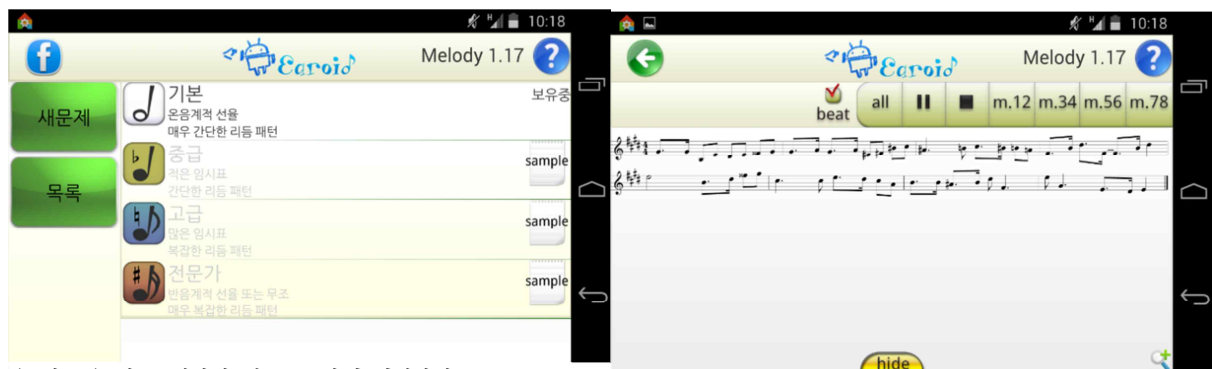 10:18
f
Earoid
Melody 1.17
?
새문제
목록
기본
보유중
온음계적 선율
매우 간단한 리듬 패턴
중급
sample
적은 임시표
간단한 리듬 패턴
고급
sample
많은 임시표
복잡한 리듬 패턴
전문가
sample
반음계적 선율 또는 무조
매우 복잡한 리듬 패턴
H
10:18
Earoid
Melody 1.17
?
beat
all
m.12
m.34
m.56
m.78
hide